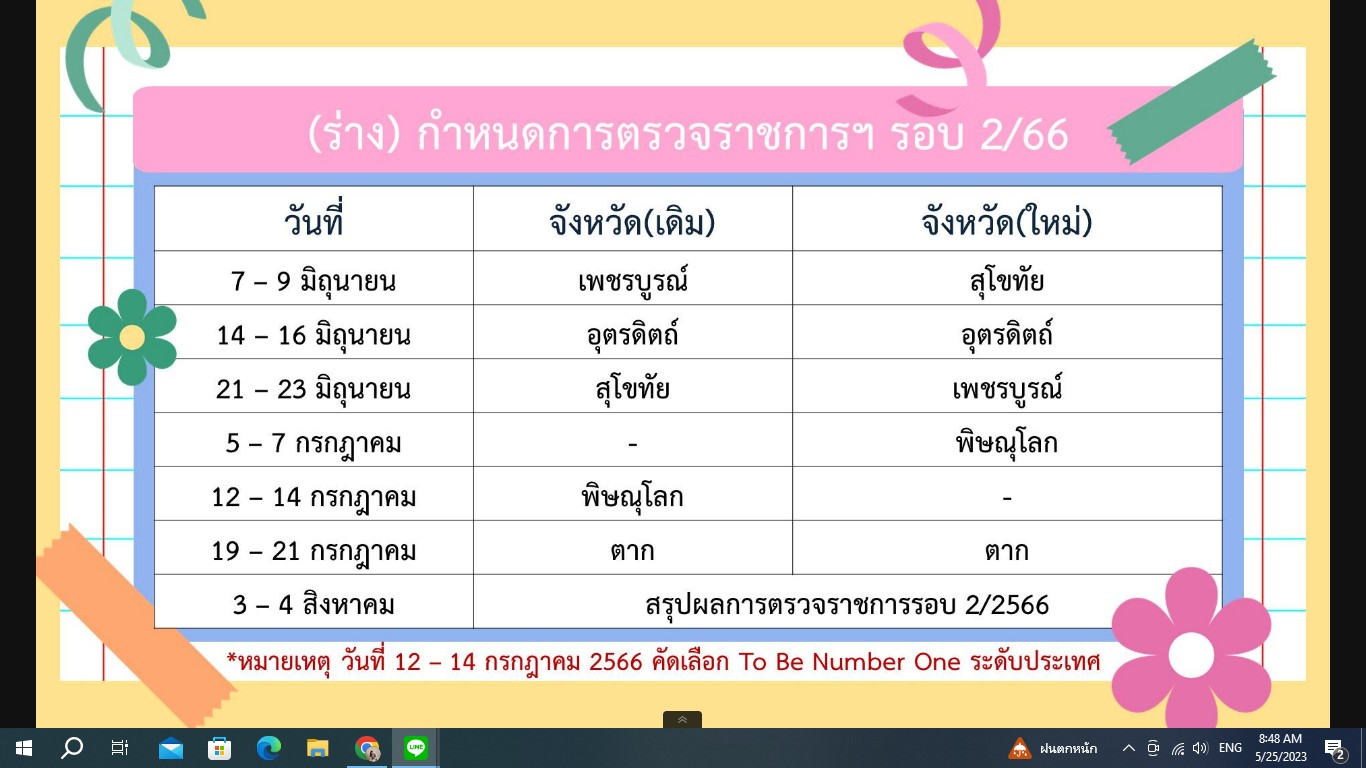 (ร่าง) กำหนดการตรวจราชการฯ รอบ 2/66
วันที่ จังหวัด(เดิม) จังหวัด(ใหม่)
7 – 9 มิถุนายน เพชรบูรณ์ สุโขทัย
14 – 16 มิถุนายน อุตรดิตถ์ อุตรดิตถ์
21 – 23 มิถุนายน สุโขทัย เพชรบูรณ์
5 – 7 กรกฎาคม - พิษณุโลก
12 – 14 กรกฎาคม พิษณุโลก -
19 – 21 กรกฎาคม ตาก ตาก
3 – 4 สิงหาคม สรุปผลการตรวจราชการรอบ 2/2566
*หมายเหตุ วันที่ 12 – 14 กรกฎาคม 2566 คัดเลือก To Be Number One ระดับประเทศ
LINE
ฝนตกหนัก ENG 8:48 AM
5/25/2023
2